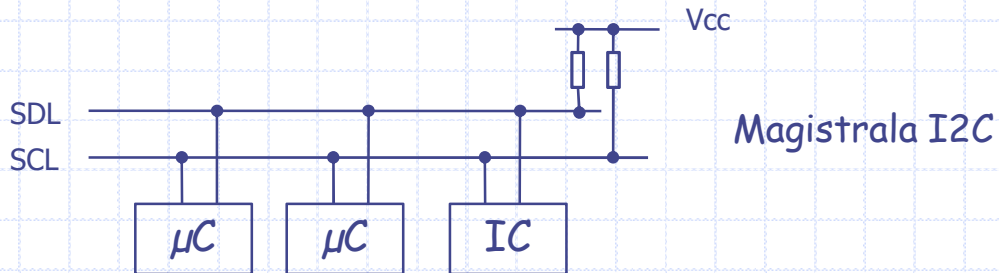 Vcc
SDL
Magistrala I2C
SCL
µC
µC
IC